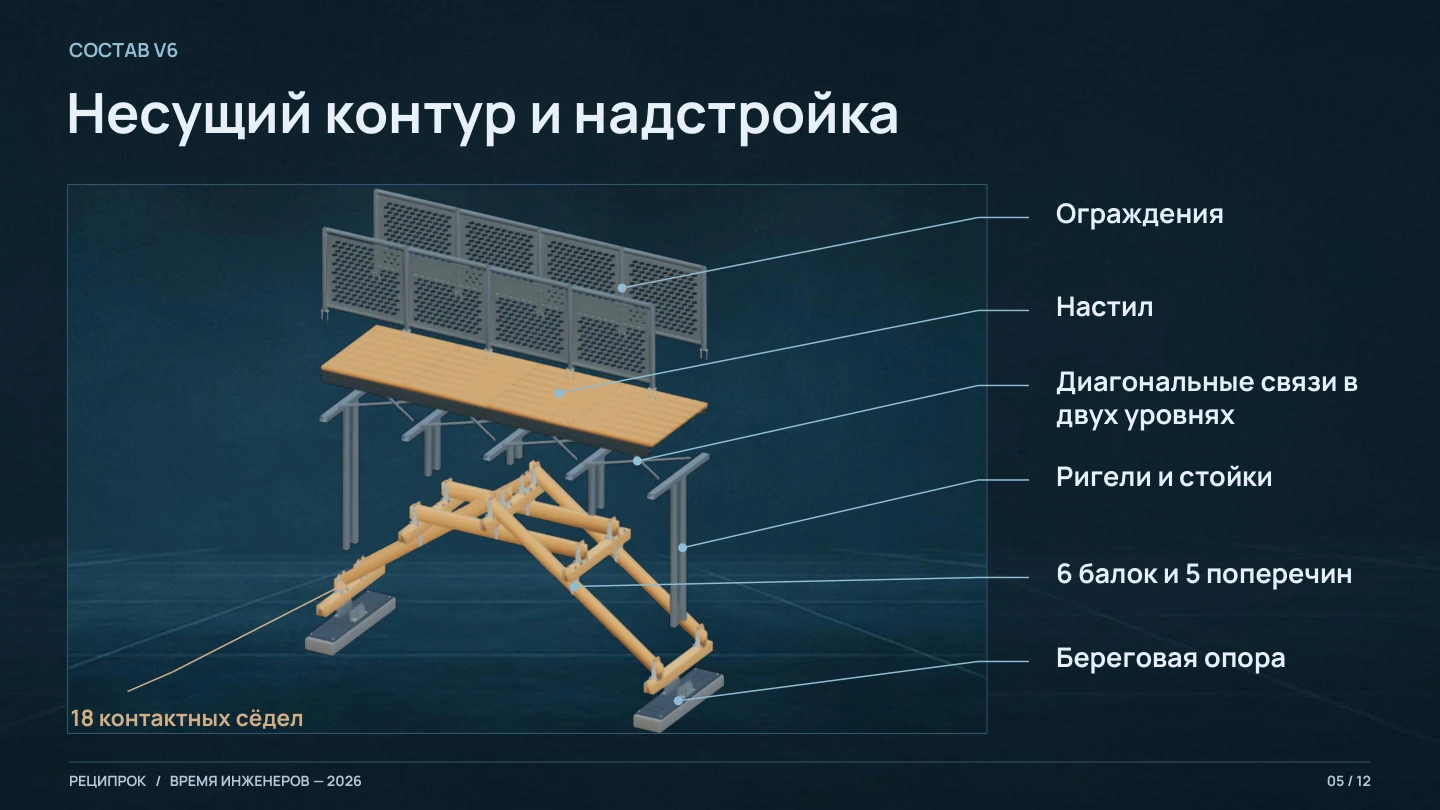 СОСТАВ V6
Несущий контур и надстройка
Ограждения
Настил
Диагональные связи в
двух уровнях
Ригели и стойки
6 балок и 5 поперечин
Береговая опора
18 контактных сёдел
РЕЦИПРОК / ВРЕМЯ ИНЖЕНЕРОВ — 2026
05 / 12